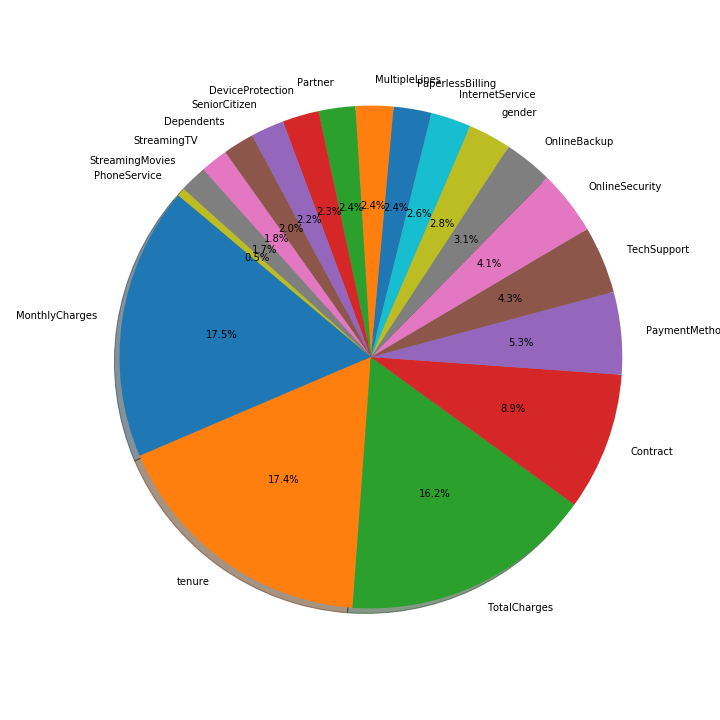 MonthlyCharges
17.5%
tenure
17.4%
TotalCharges
16.2%
Contract
8.9%
PaymentMetho
5.3%
TechSupport
4.3%
OnlineSecurity
4.1%
OnlineBackup
3.1%
gender
2.8%
InternetService
2.6%
PaperlessBilling
2.4%
MultipleLines
2.4%
Partner
2.4%
DeviceProtection
2.3%
SeniorCitizen
2.2%
Dependents
2.0%
StreamingTV
1.8%
StreamingMovies
1.7%
PhoneService
0.5%